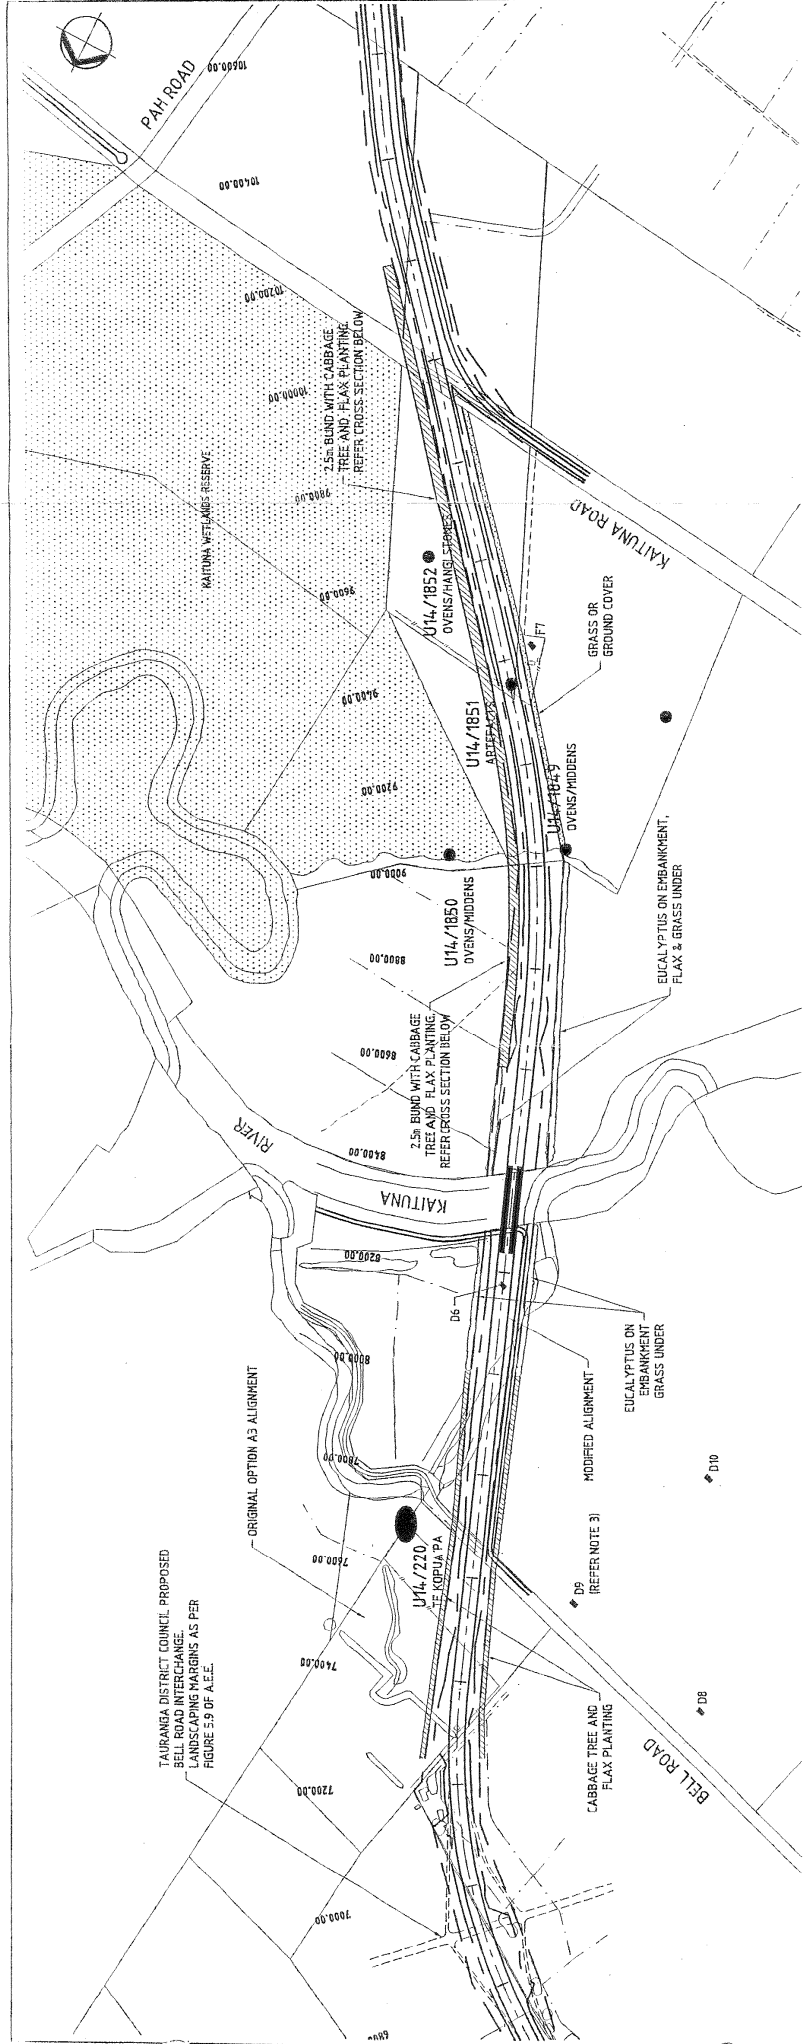 PAH ROAD
10600.00
10400.00
10200.00
10000.00
9800.00
9600.00
9400.00
9200.00
9000.00
8800.00
8600.00
8400.00
8200.00
8000.00
7800.00
7600.00
7400.00
7200.00
7000.00
KAITUNA WETLANDS RESERVE
2.5m BUND WITH CABBAGE
TREE AND FLAX PLANTING.
REFER CROSS SECTION BELOW
KAITUNA ROAD
U14/1852
OVENS/HANGI STONES
F7
GRASS OR
GROUND COVER
U14/1851
ARTEFACTS
U14/1849
OVENS/MIDDENS
U14/1850
OVENS/MIDDENS
EUCALYPTUS ON EMBANKMENT,
FLAX & GRASS UNDER
2.5m BUND WITH CABBAGE
TREE AND FLAX PLANTING.
REFER CROSS SECTION BELOW
RIVER
KAITUNA
D6
ORIGINAL OPTION A3 ALIGNMENT
EUCALYPTUS ON
EMBANKMENT
GRASS UNDER
MODIFIED ALIGNMENT
D10
U14/220
TE KOPUA PA
D9
(REFER NOTE 3)
TAURANGA DISTRICT COUNCIL PROPOSED
BELL ROAD INTERCHANGE.
LANDSCAPING MARGINS AS PER
FIGURE 5.9 OF A.E.E.
D8
CABBAGE TREE AND
FLAX PLANTING
BELL ROAD